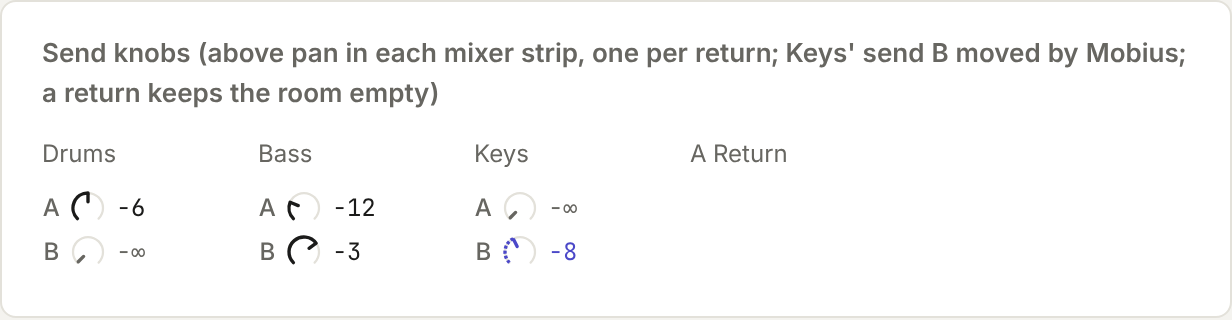 Send knobs (above pan in each mixer strip, one per return; Keys' send B moved by Mobius;
a return keeps the room empty)
Drums Bass Keys A Return
A -6 A -12 A -∞
B -∞ B -3 B -8